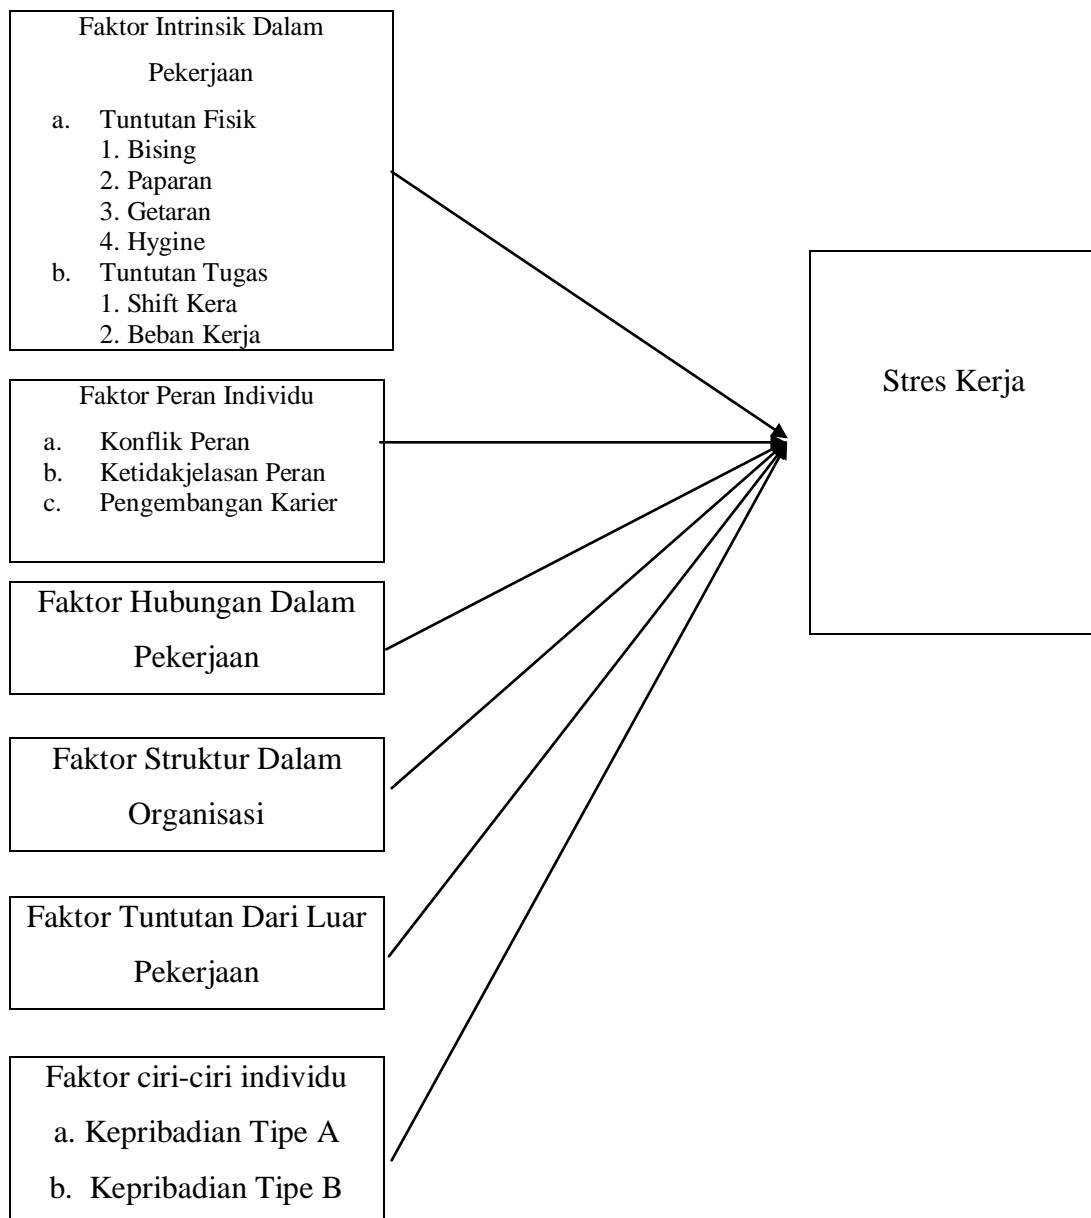 Faktor Intrinsik Dalam
Pekerjaan
a. Tuntutan Fisik
1. Bising
2. Paparan
3. Getaran
4. Hygine
b. Tuntutan Tugas
1. Shift Kera
2. Beban Kerja
Faktor Peran Individu
a. Konflik Peran
b. Ketidakjelasan Peran
c. Pengembangan Karier
Faktor Hubungan Dalam
Pekerjaan
Faktor Struktur Dalam
Organisasi
Faktor Tuntutan Dari Luar
Pekerjaan
Faktor ciri-ciri individu
a. Kepribadian Tipe A
b. Kepribadian Tipe B
Stres Kerja